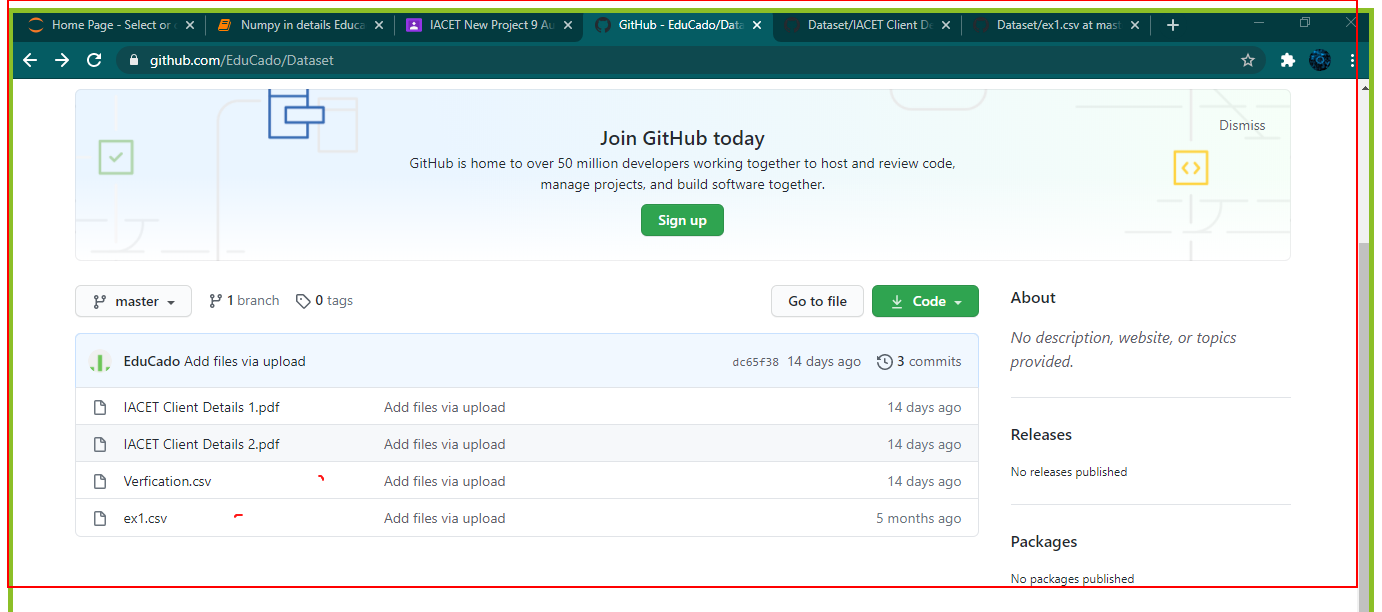 Home Page - Select or c
Numpy in details Educa
IACET New Project 9 Au
GitHub - EduCado/Data
Dataset/IACET Client De
Dataset/ex1.csv at mast
github.com/EduCado/Dataset
Join GitHub today
Dismiss
GitHub is home to over 50 million developers working together to host and review code,
manage projects, and build software together.
Sign up
master
1 branch
0 tags
Go to file
Code
EduCado Add files via upload
dc65f38 14 days ago
3 commits
IACET Client Details 1.pdf
Add files via upload
14 days ago
IACET Client Details 2.pdf
Add files via upload
14 days ago
Verfication.csv
Add files via upload
14 days ago
ex1.csv
Add files via upload
5 months ago
About
No description, website, or topics
provided.
Releases
No releases published
Packages
No packages published